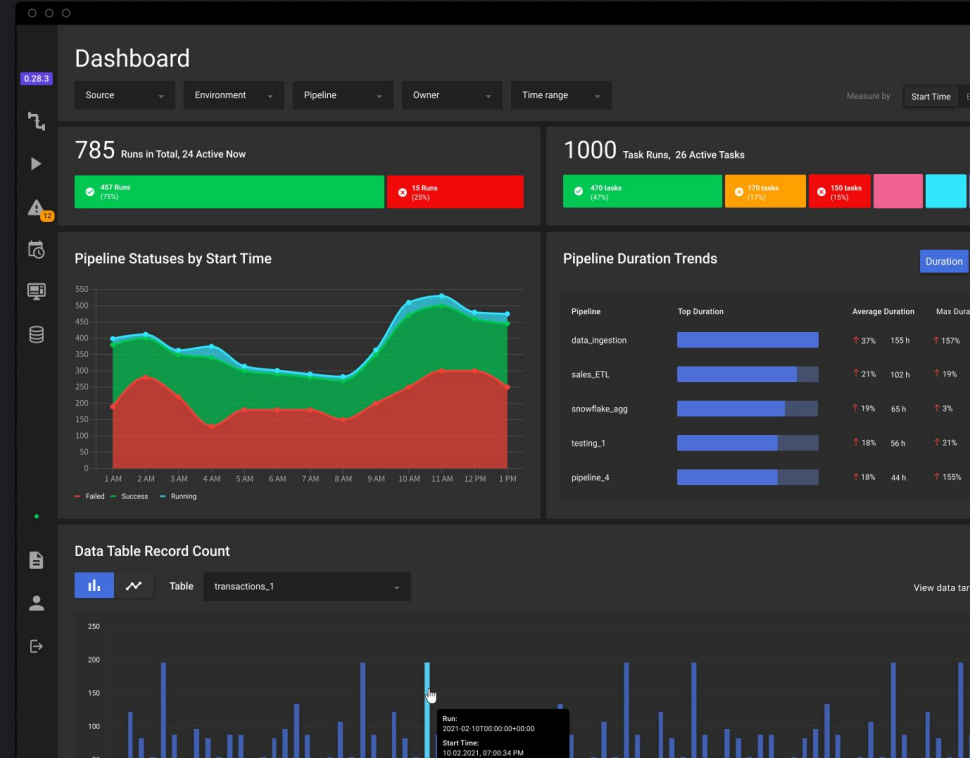 Dashboard
0.28.3
Source
Environment
Pipeline
Owner
Time range
Measure by
Start Time
785 Runs in Total, 24 Active Now
457 Runs
(75%)
15 Runs
(25%)
1000 Task Runs, 26 Active Tasks
470 tasks
(47%)
170 tasks
(17%)
150 tasks
(15%)
12
Pipeline Statuses by Start Time
550
500
450
400
350
300
250
200
150
100
50
0
1 AM 2 AM 3 AM 4 AM 5 AM 6 AM 7 AM 8 AM 9 AM 10 AM 11 AM 12 PM 1 PM
Failed Success Running
Pipeline Duration Trends
Duration
Pipeline Top Duration Average Duration Max Dura
data_ingestion ↑ 37% 155 h ↑ 157%
sales_ETL ↑ 21% 102 h ↑ 19%
snowflake_agg ↑ 19% 65 h ↑ 3%
testing_1 ↑ 18% 56 h ↑ 21%
pipeline_4 ↑ 18% 44 h ↑ 155%
Data Table Record Count
Table
transactions_1
View data tar
250
200
150
100
Run:
2021-02-10T00:00:00+00:00
Start Time:
10.02.2021, 07:00:34 PM